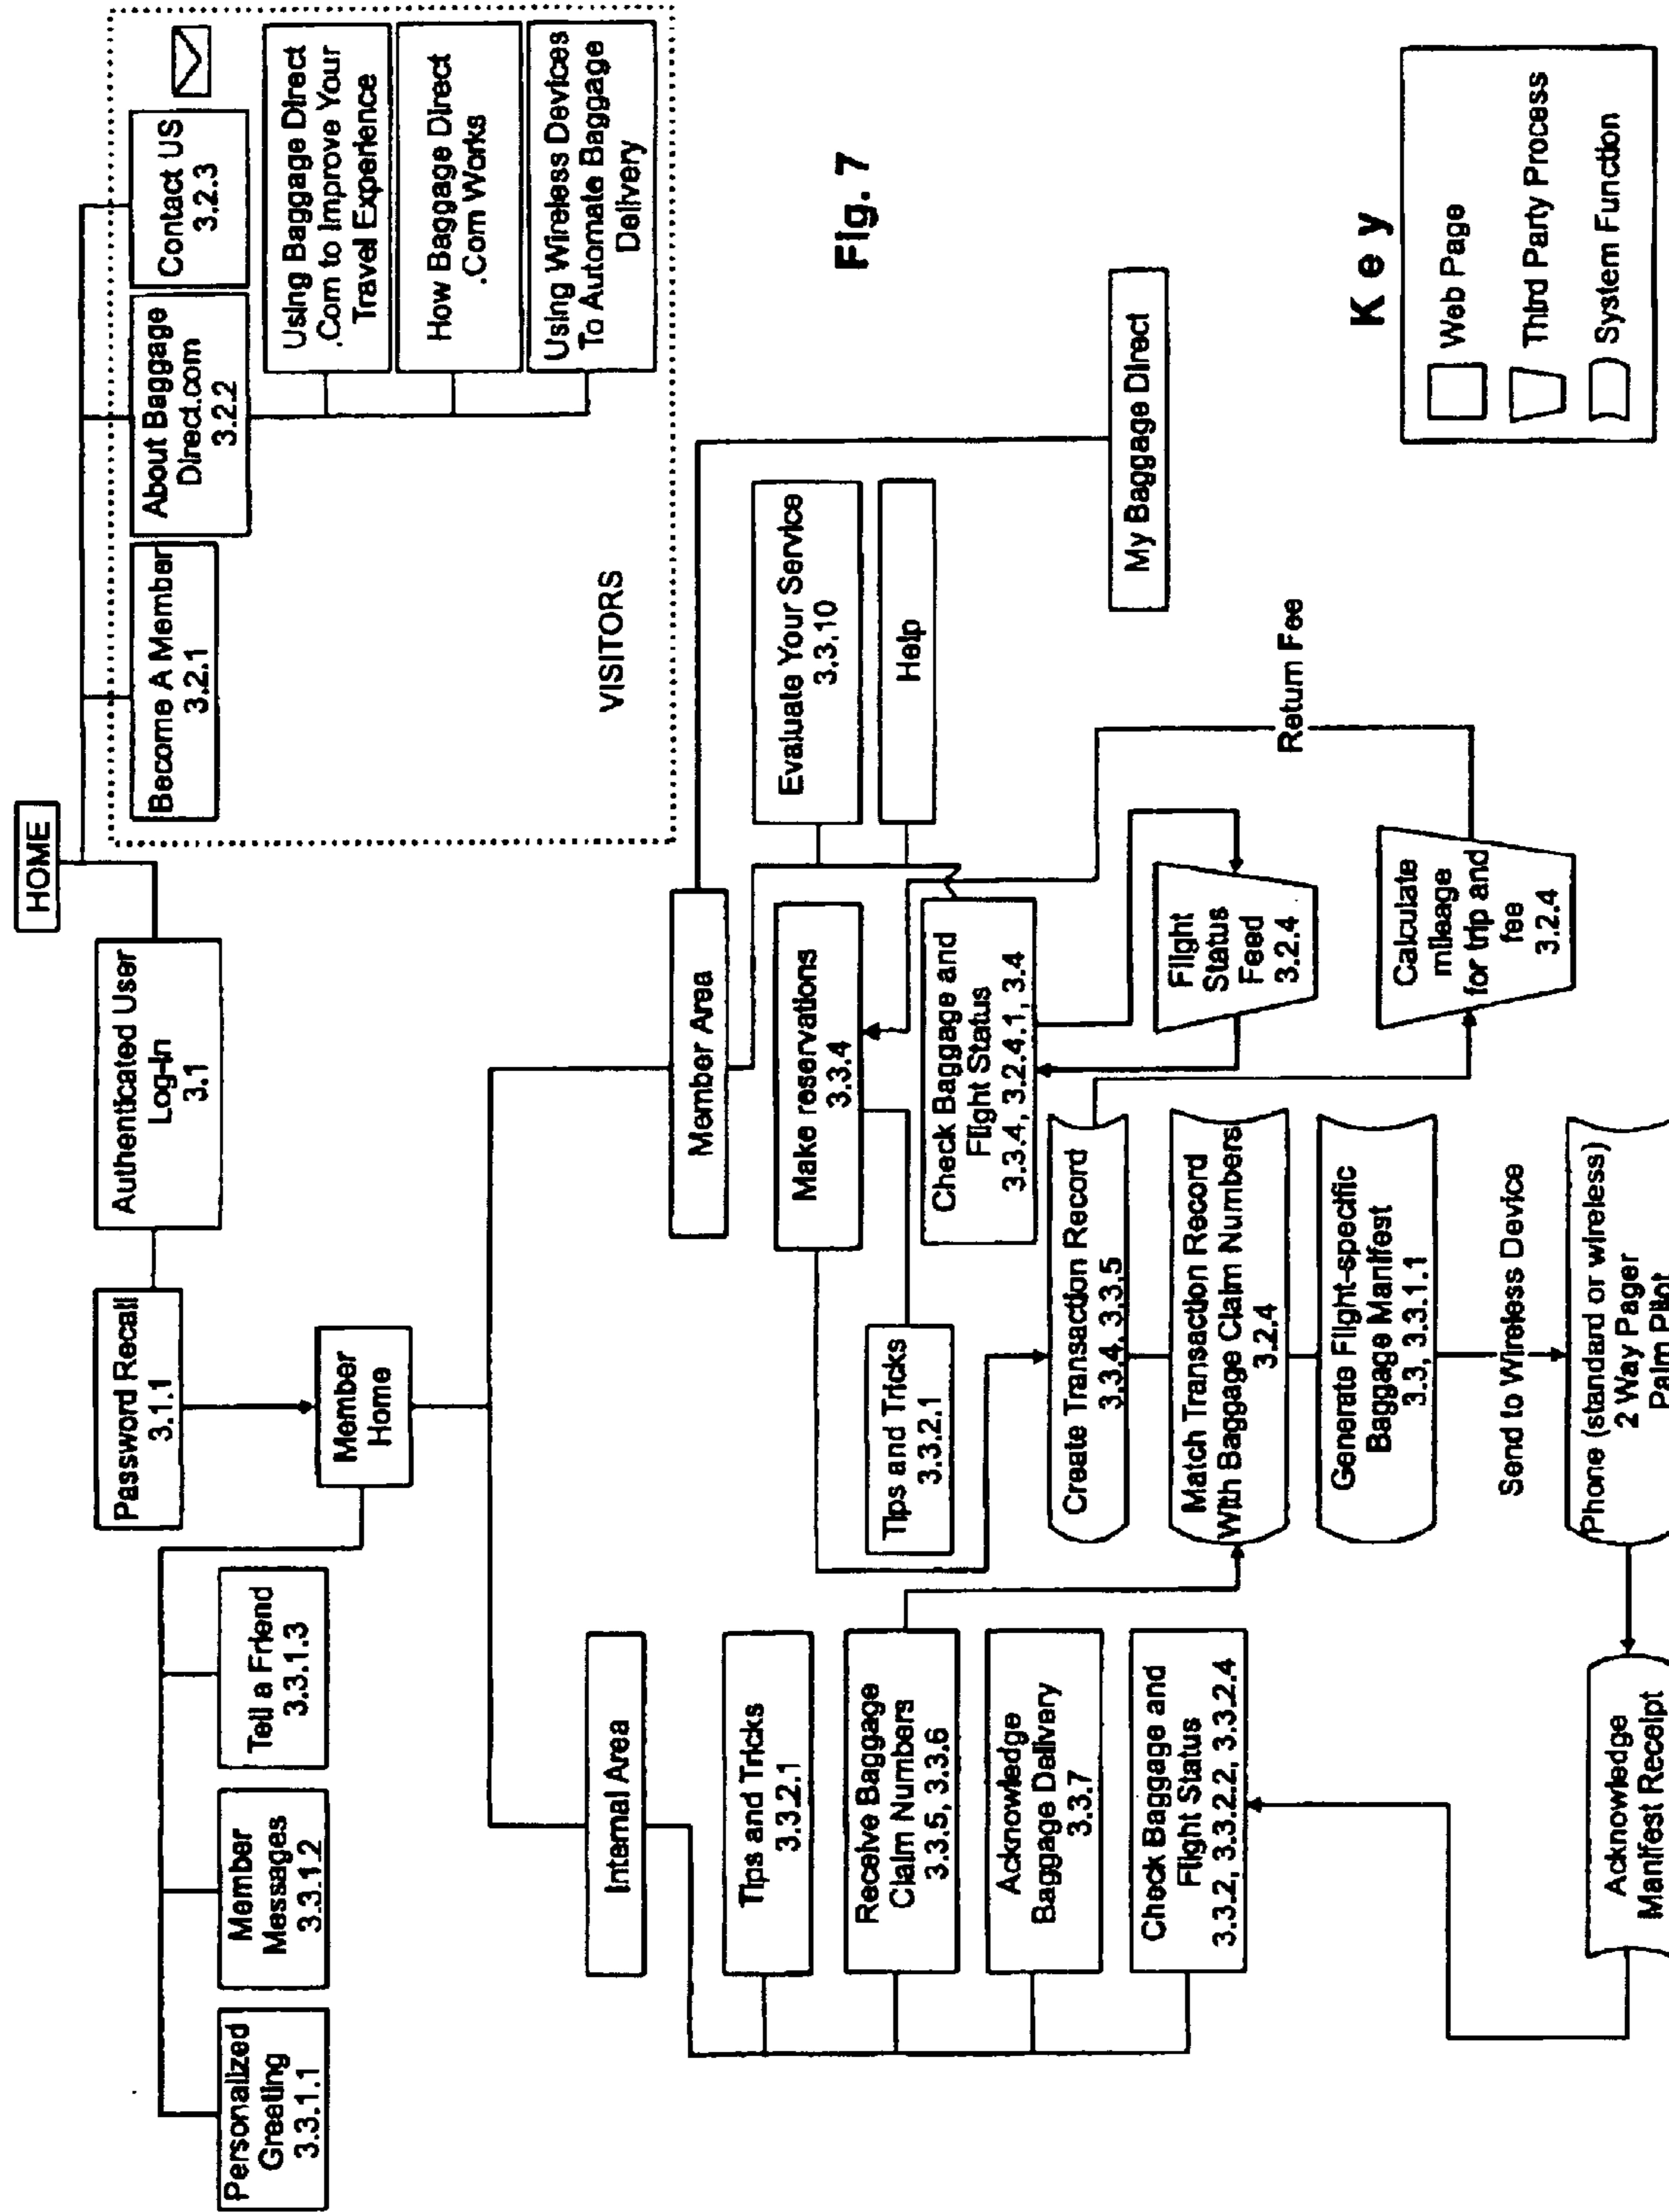 HOME
Authenticated User
Log-In
3.1
Password Recall
3.1.1
Member
Home
Personalized
Greeting
3.3.1.1
Member
Messages
3.3.1.2
Tell a Friend
3.3.1.3
Become A Member
3.2.1
About Baggage
Direct.com
3.2.2
Contact US
3.2.3
Using Baggage Direct
.Com to Improve Your
Travel Experience
How Baggage Direct
.Com Works
Using Wireless Devices
To Automate Baggage
Delivery
VISITORS
Internal Area
Tips and Tricks
3.3.2.1
Receive Baggage
Claim Numbers
3.3.5, 3.3.6
Acknowledge
Baggage Delivery
3.3.7
Check Baggage and
Flight Status
3.3.2, 3.3.2.2, 3.3.2.4
Member Area
Make reservations
3.3.4
Evaluate Your Service
3.3.10
Help
Tips and Tricks
3.3.2.1
Check Baggage and
Flight Status
3.3.4, 3.2.4.1, 3.4
My Baggage Direct
Create Transaction Record
3.3.4, 3.3.5
Match Transaction Record
With Baggage Claim Numbers
3.2.4
Generate Flight-specific
Baggage Manifest
3.3, 3.3.1.1
Flight
Status
Feed
3.2.4
Calculate
mileage
for trip and
fee
3.2.4
Return Fee
Send to Wireless Device
Phone (standard or wireless)
2 Way Pager
Palm Pilot
Acknowledge
Manifest Receipt
Fig. 7
Key
Web Page
Third Party Process
System Function